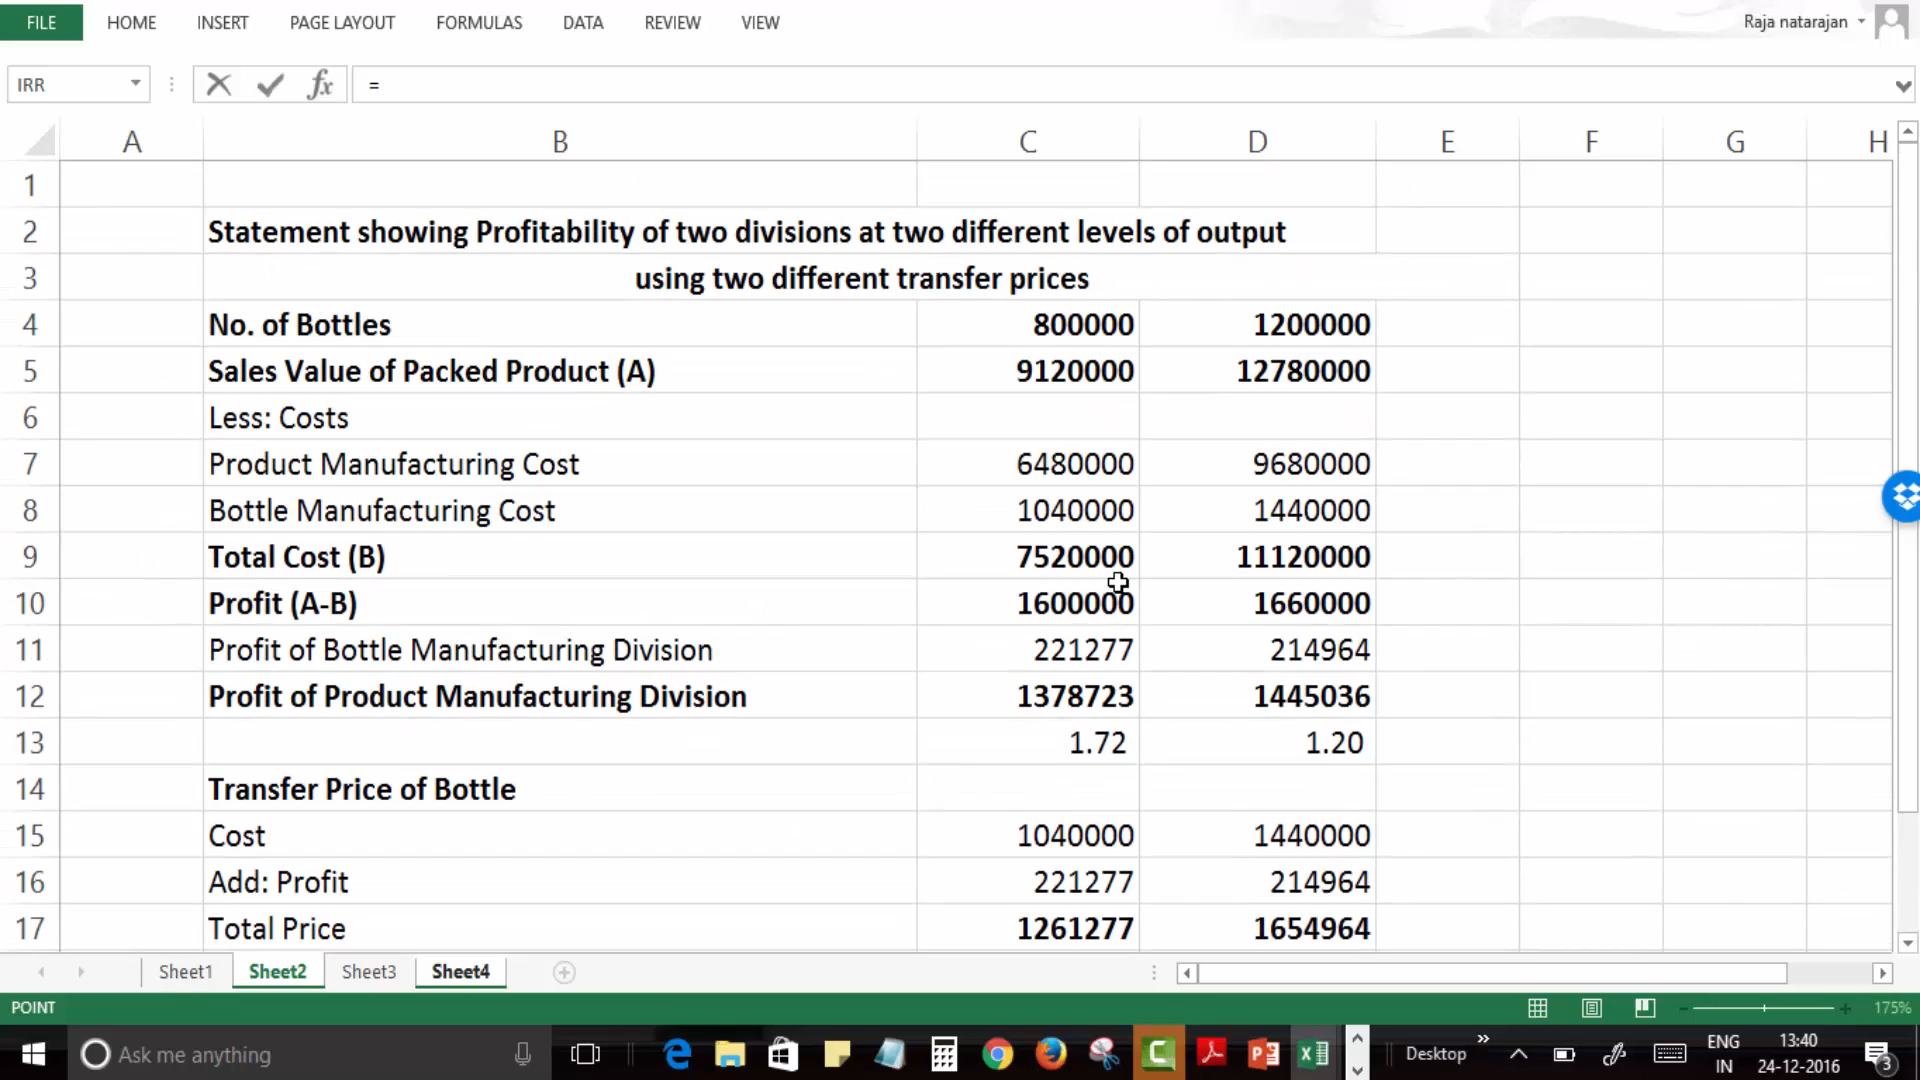 FILE HOME INSERT PAGE LAYOUT FORMULAS DATA REVIEW VIEW Raja natarajan
IRR fx =
A B C D E F G H
1
2 Statement showing Profitability of two divisions at two different levels of output
3 using two different transfer prices
4 No. of Bottles 800000 1200000
5 Sales Value of Packed Product (A) 9120000 12780000
6 Less: Costs
7 Product Manufacturing Cost 6480000 9680000
8 Bottle Manufacturing Cost 1040000 1440000
9 Total Cost (B) 7520000 11120000
10 Profit (A-B) 1600000 1660000
11 Profit of Bottle Manufacturing Division 221277 214964
12 Profit of Product Manufacturing Division 1378723 1445036
13 1.72 1.20
14 Transfer Price of Bottle
15 Cost 1040000 1440000
16 Add: Profit 221277 214964
17 Total Price 1261277 1654964
Sheet1 Sheet2 Sheet3 Sheet4
POINT 175%
Ask me anything Desktop ENG 13:40
IN 24-12-2016 3